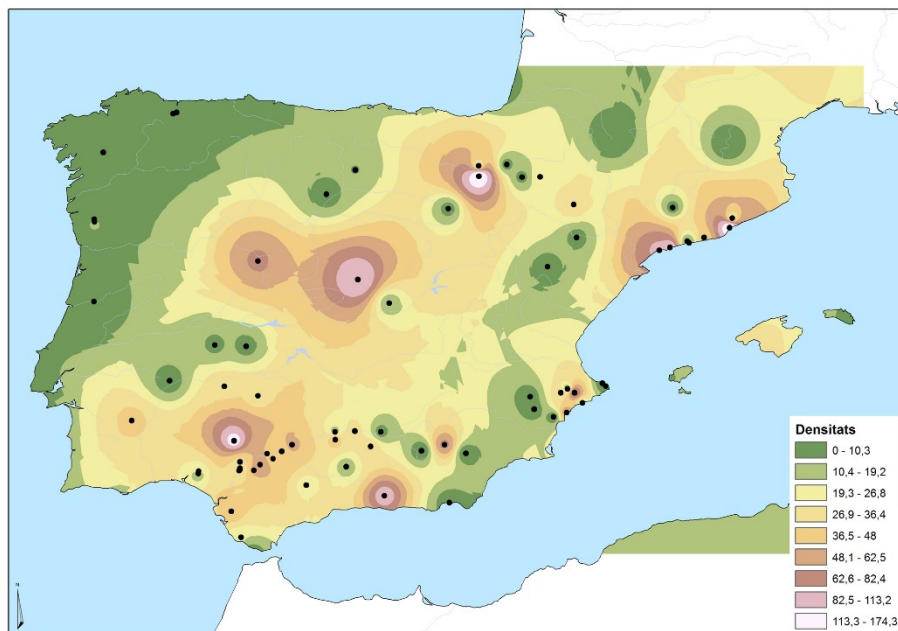 Densitats
0 - 10,3
10,4 - 19,2
19,3 - 26,8
26,9 - 36,4
36,5 - 48
48,1 - 62,5
62,6 - 82,4
82,5 - 113,2
113,3 - 174,3